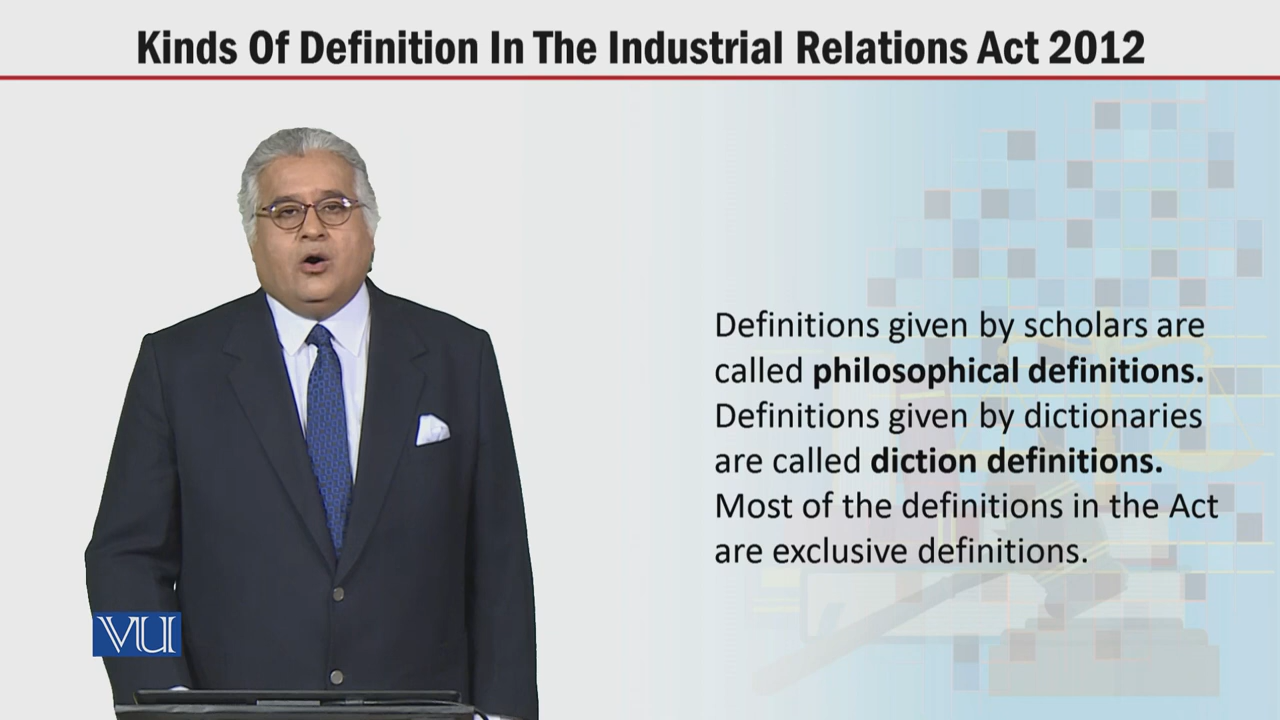 Kinds Of Definition In The Industrial Relations Act 2012
Definitions given by scholars are
called philosophical definitions.
Definitions given by dictionaries
are called diction definitions.
Most of the definitions in the Act
are exclusive definitions.
VU